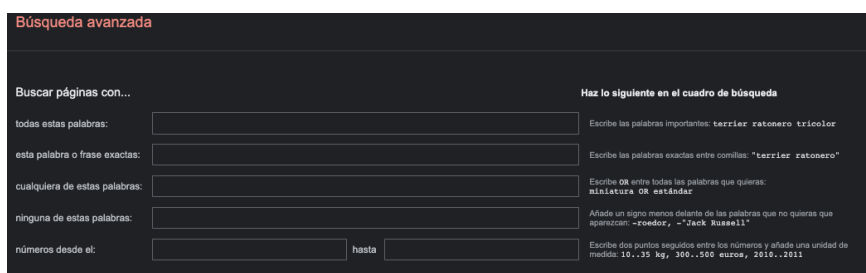 Búsqueda avanzada
Buscar páginas con...
Haz lo siguiente en el cuadro de búsqueda
todas estas palabras:
Escribe las palabras importantes: terrier ratonero tricolor
esta palabra o frase exactas:
Escribe las palabras exactas entre comillas: "terrier ratonero"
cualquiera de estas palabras:
Escribe OR entre todas las palabras que quieras:
miniatura OR estándar
ninguna de estas palabras:
Añade un signo menos delante de las palabras que no quieras que
aparezcan: -roedor, -"Jack Russell"
números desde el:
hasta
Escribe dos puntos seguidos entre los números y añade una unidad de
medida: 10..35 kg, 300..500 euros, 2010..2011